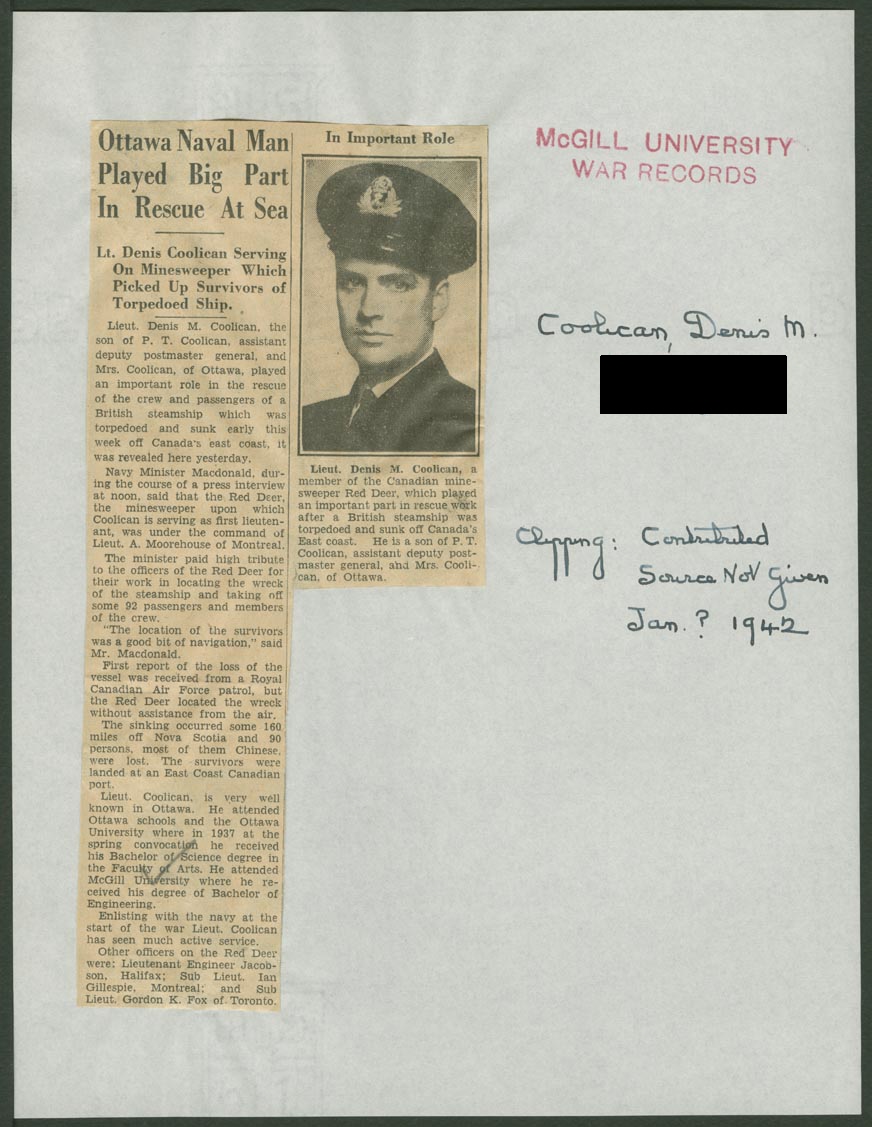 Ottawa Naval Man
Played Big Part
In Rescue At Sea
Lt. Denis Coolican Serving
On Minesweeper Which
Picked Up Survivors of
Torpedoed Ship.
Lieut. Denis M. Coolican, the
son of P. T. Coolican, assistant
deputy postmaster general, and
Mrs. Coolican, of Ottawa, played
an important role in the rescue
of the crew and passengers of a
British steamship which was
torpedoed and sunk early this
week off Canada's east coast, it
was revealed here yesterday.
Navy Minister Macdonald, dur-
ing the course of a press interview
at noon, said that the Red Deer,
the minesweeper upon which
Coolican is serving as first lieuten-
ant, was under the command of
Lieut. A. Moorehouse of Montreal.
The minister paid high tribute
to the officers of the Red Deer for
their work in locating the wreck
of the steamship and taking off
some 92 passengers and members
of the crew.
"The location of the survivors
was a good bit of navigation," said
Mr. Macdonald.
First report of the loss of the
vessel was received from a Royal
Canadian Air Force patrol, but
the Red Deer located the wreck
without assistance from the air.
The sinking occurred some 160
miles off Nova Scotia and 90
persons, most of them Chinese,
were lost. The survivors were
landed at an East Coast Canadian
port.
Lieut. Coolican, is very well
known in Ottawa. He attended
Ottawa schools and the Ottawa
University where in 1937 at the
spring convocation he received
his Bachelor of Science degree in
the Faculty of Arts. He attended
McGill University where he re-
ceived his degree of Bachelor of
Engineering.
Enlisting with the navy at the
start of the war Lieut. Coolican
has seen much active service.
Other officers on the Red Deer
were: Lieutenant Engineer Jacob-
son, Halifax; Sub Lieut. Ian
Gillespie, Montreal; and Sub
Lieut. Gordon K. Fox of Toronto.
In Important Role
Lieut. Denis M. Coolican, a
member of the Canadian mine-
sweeper Red Deer, which played
an important part in rescue work
after a British steamship was
torpedoed and sunk off Canada's
East coast. He is a son of P. T.
Coolican, assistant deputy post-
master general, and Mrs. Cooli-
can, of Ottawa.
McGILL UNIVERSITY
WAR RECORDS
Coolican, Denis M.
Clipping: Contributed
Source Not Given
Jan. ? 1942